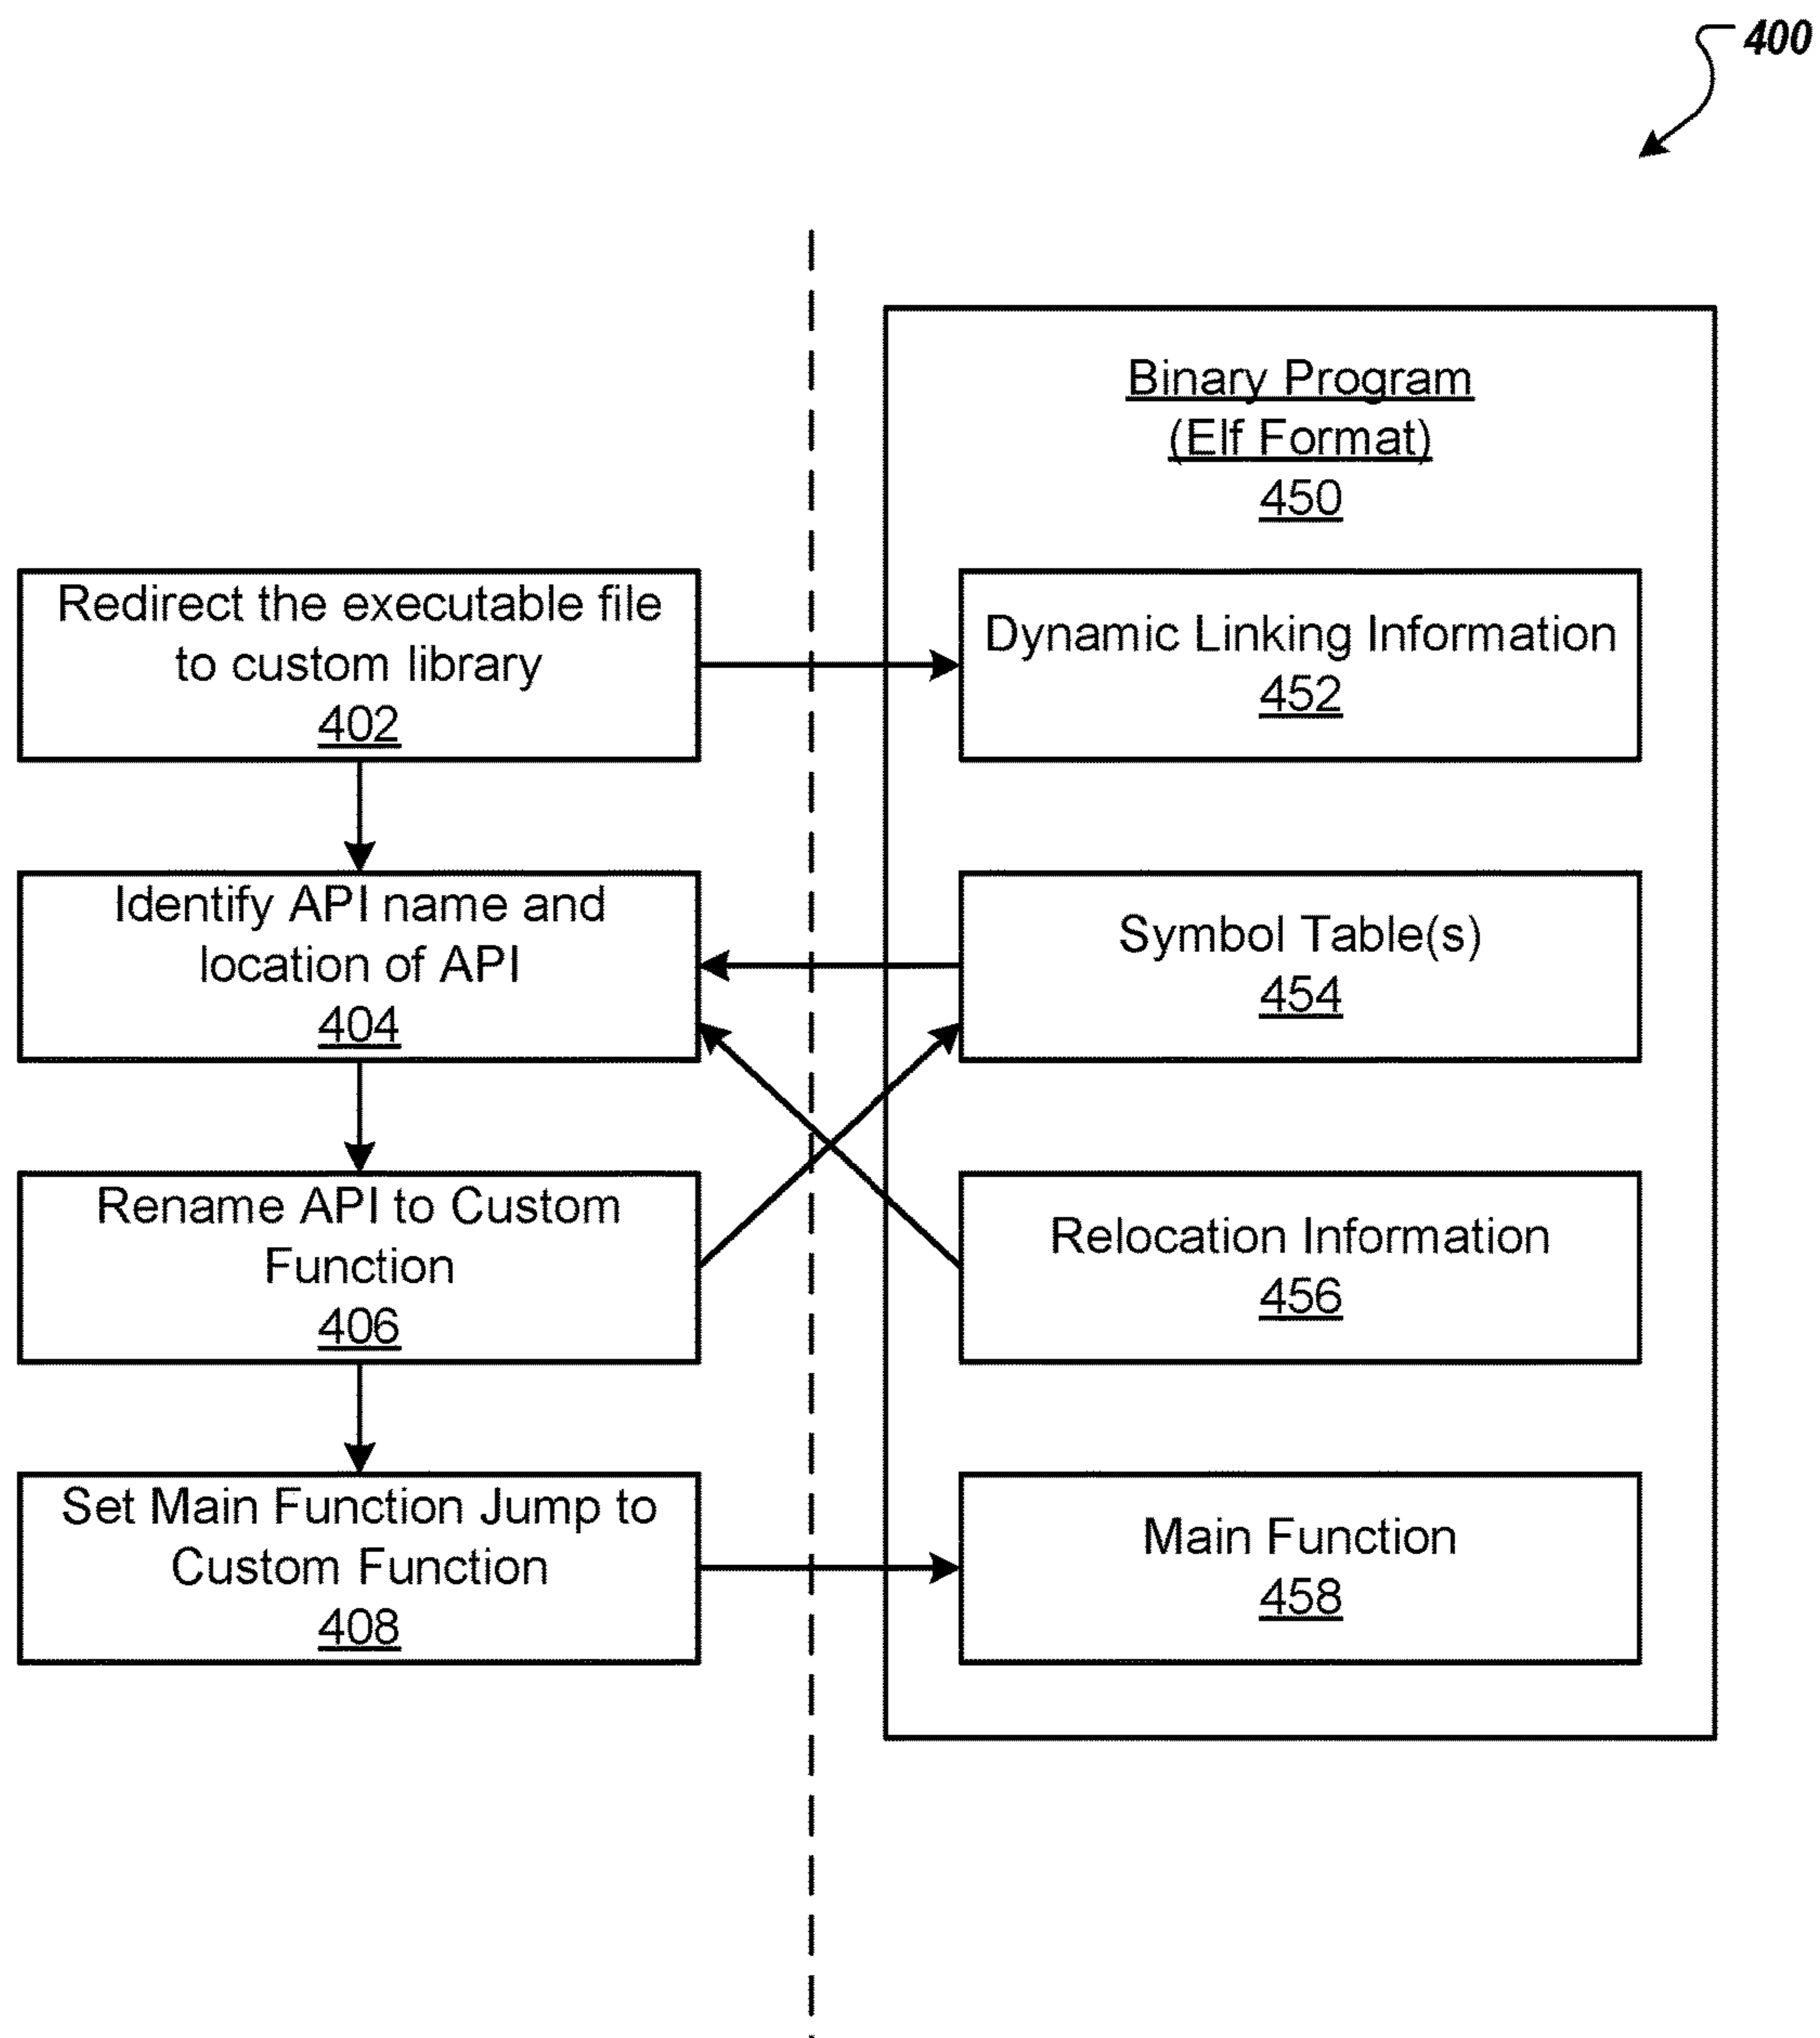 400
Binary Program
(Elf Format)
450
Redirect the executable file
to custom library
402
Dynamic Linking Information
452
Identify API name and
location of API
404
Symbol Table(s)
454
Rename API to Custom
Function
406
Relocation Information
456
Set Main Function Jump to
Custom Function
408
Main Function
458